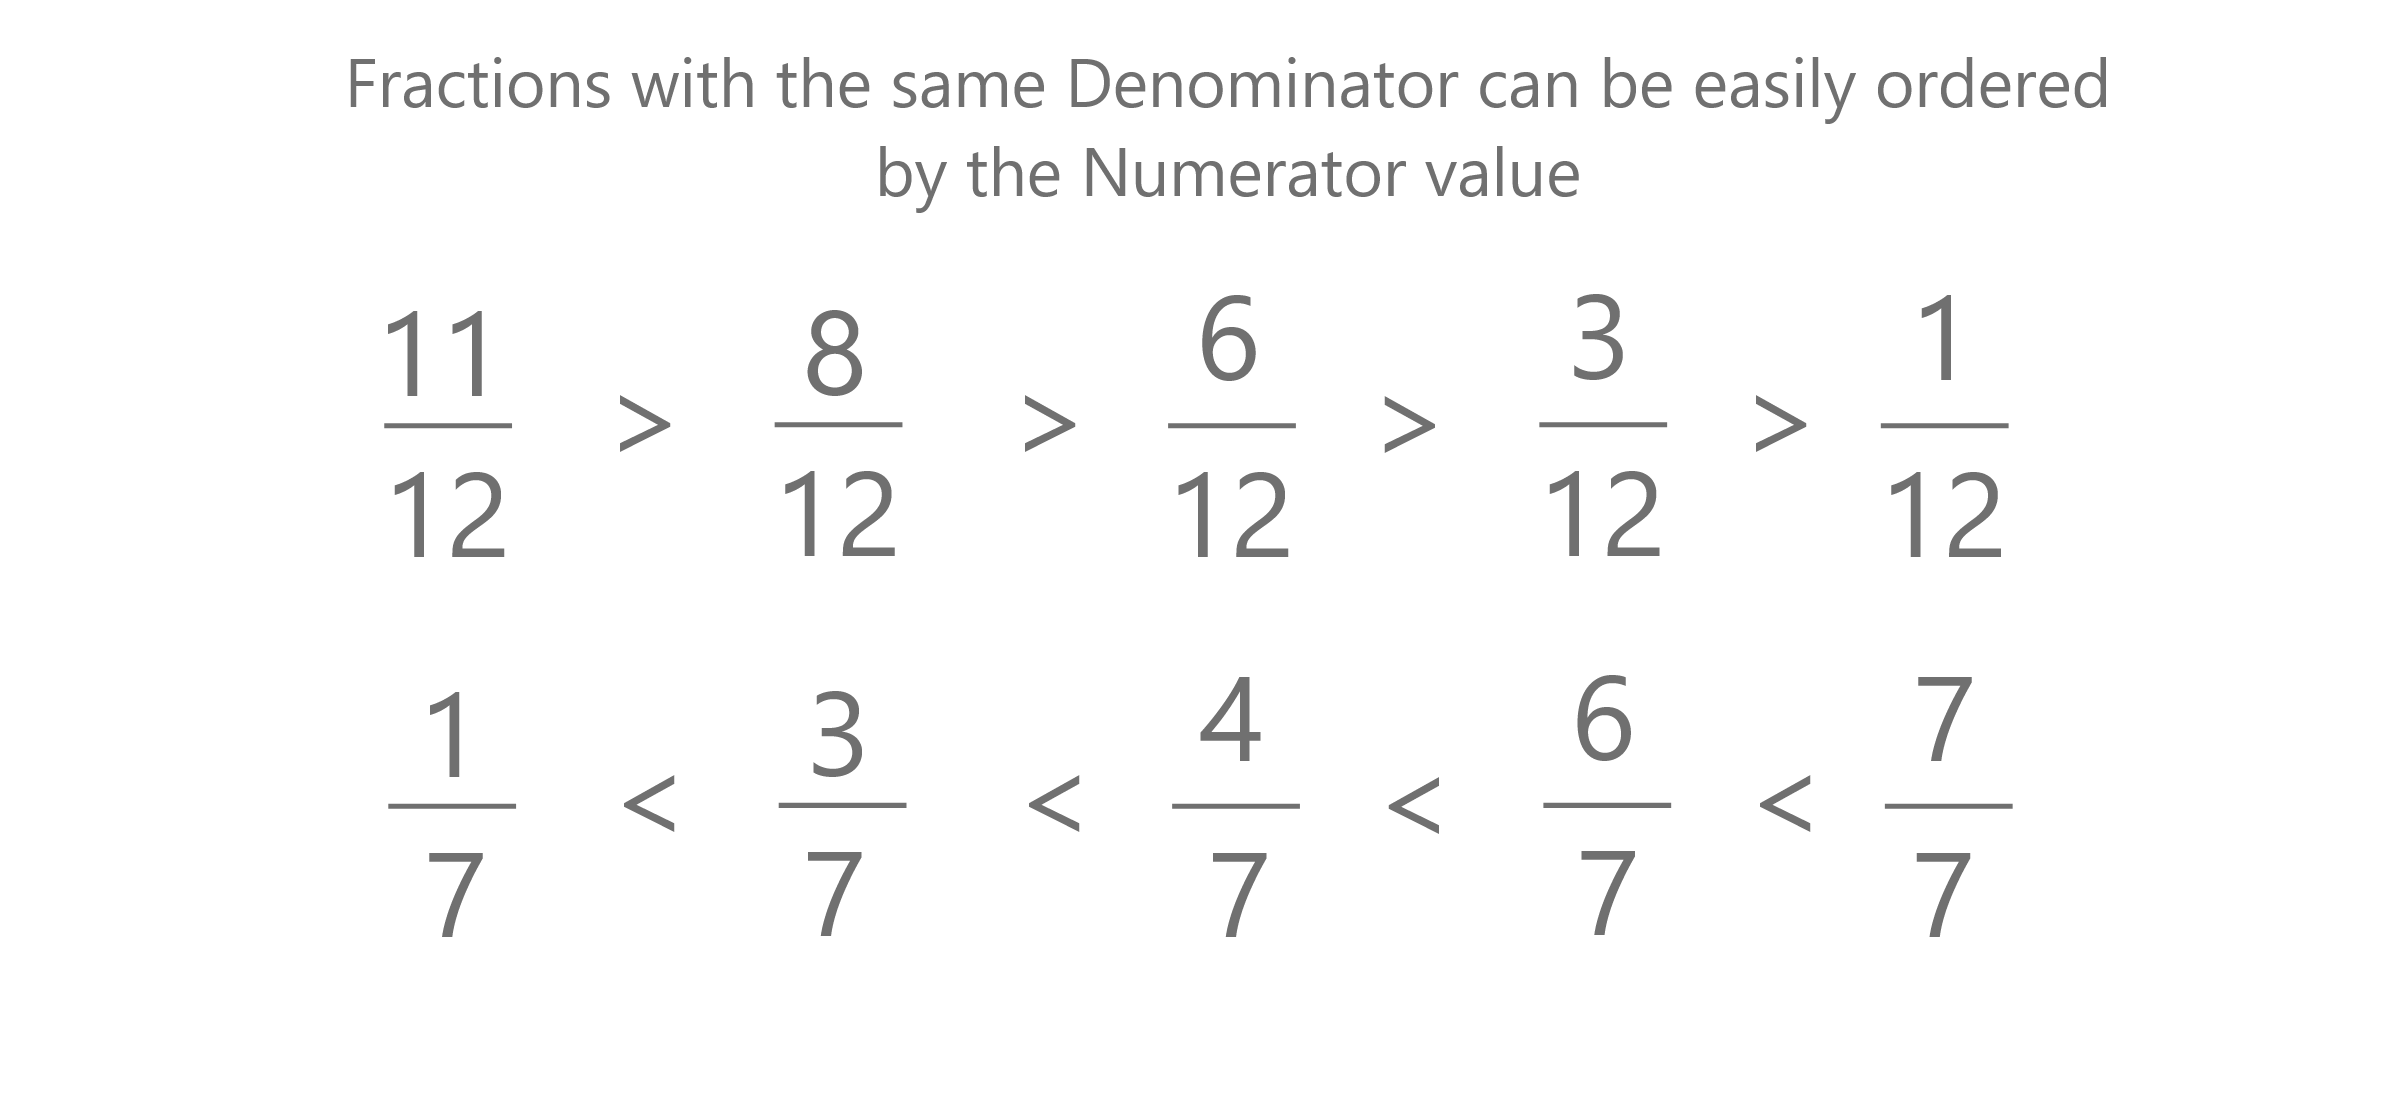 Fractions with the same Denominator can be easily ordered
by the Numerator value
11/12 > 8/12 > 6/12 > 3/12 > 1/12
1/7 < 3/7 < 4/7 < 6/7 < 7/7